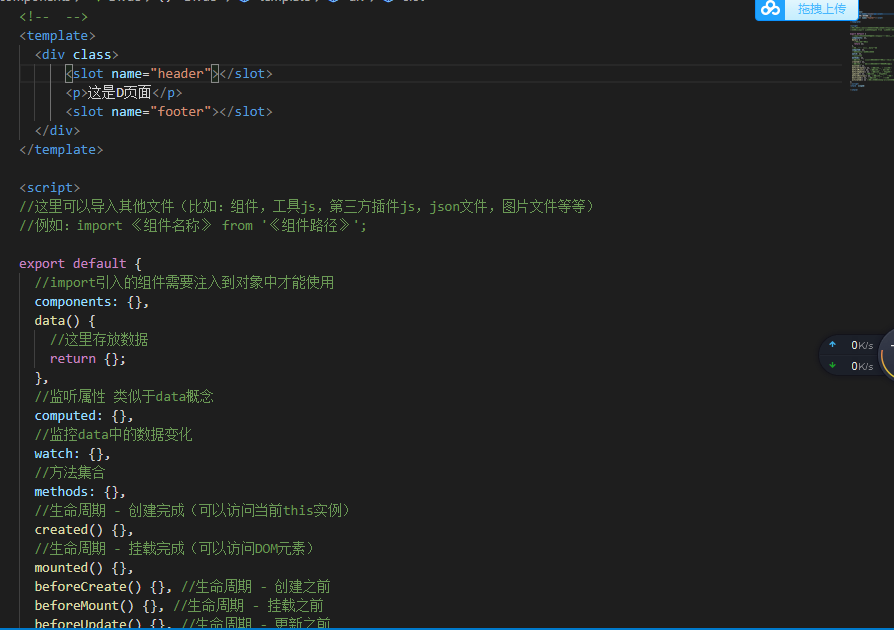 拖拽上传
<!--  -->
<template>
<div class>
<slot name="header"></slot>
<p>这是D页面</p>
<slot name="footer"></slot>
</div>
</template>
<script>
//这里可以导入其他文件（比如：组件，工具js，第三方插件js，json文件，图片文件等等）
//例如：import 《组件名称》 from '《组件路径》';
export default {
//import引入的组件需要注入到对象中才能使用
components: {},
data() {
//这里存放数据
return {};
},
//监听属性 类似于data概念
computed: {},
//监控data中的数据变化
watch: {},
//方法集合
methods: {},
//生命周期 - 创建完成（可以访问当前this实例）
created() {},
//生命周期 - 挂载完成（可以访问DOM元素）
mounted() {},
beforeCreate() {}, //生命周期 - 创建之前
beforeMount() {}, //生命周期 - 挂载之前
beforeUpdate() {}, //生命周期 - 更新之前
0K/s
0K/s